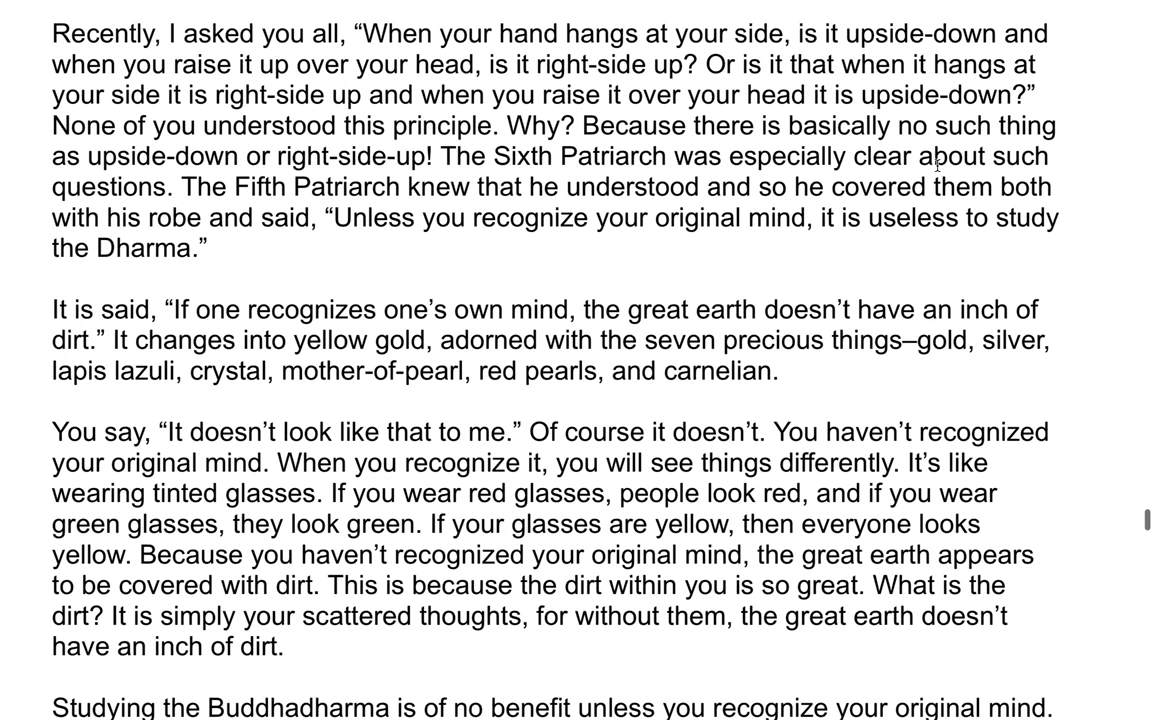 Recently, I asked you all, “When your hand hangs at your side, is it upside-down and
when you raise it up over your head, is it right-side up? Or is it that when it hangs at
your side it is right-side up and when you raise it over your head it is upside-down?”
None of you understood this principle. Why? Because there is basically no such thing
as upside-down or right-side-up! The Sixth Patriarch was especially clear about such
questions. The Fifth Patriarch knew that he understood and so he covered them both
with his robe and said, “Unless you recognize your original mind, it is useless to study
the Dharma.”
It is said, “If one recognizes one’s own mind, the great earth doesn’t have an inch of
dirt.” It changes into yellow gold, adorned with the seven precious things—gold, silver,
lapis lazuli, crystal, mother-of-pearl, red pearls, and carnelian.
You say, “It doesn’t look like that to me.” Of course it doesn’t. You haven’t recognized
your original mind. When you recognize it, you will see things differently. It’s like
wearing tinted glasses. If you wear red glasses, people look red, and if you wear
green glasses, they look green. If your glasses are yellow, then everyone looks
yellow. Because you haven’t recognized your original mind, the great earth appears
to be covered with dirt. This is because the dirt within you is so great. What is the
dirt? It is simply your scattered thoughts, for without them, the great earth doesn’t
have an inch of dirt.
Studying the Buddhadharma is of no benefit unless you recognize your original mind.